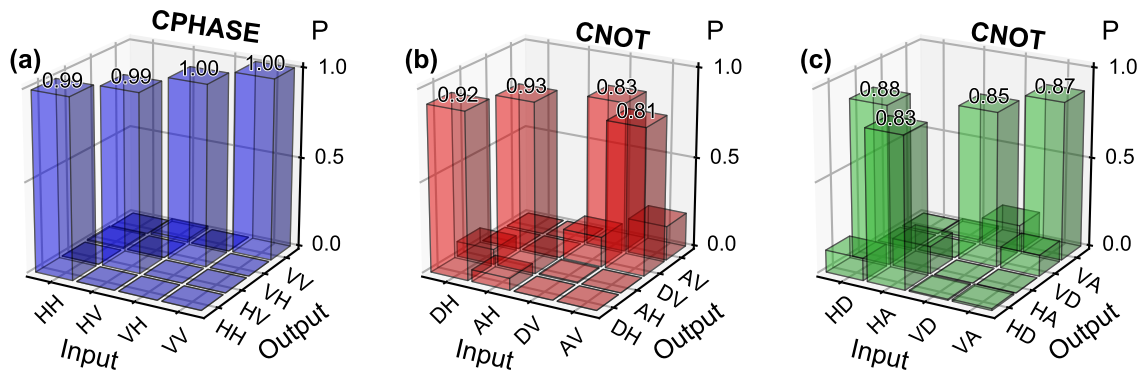 (a)
CPHASE
P
0.99
0.99
1.00
1.00
1.0
0.5
0.0
HH
HV
VH
VV
Input
HH
HV
VH
VV
Output
(b)
CNOT
P
0.92
0.93
0.83
0.81
1.0
0.5
0.0
DH
AH
DV
AV
Input
DH
AH
DV
AV
Output
(c)
CNOT
P
0.88
0.83
0.85
0.87
1.0
0.5
0.0
HD
HA
VD
VA
Input
HD
HA
VD
VA
Output